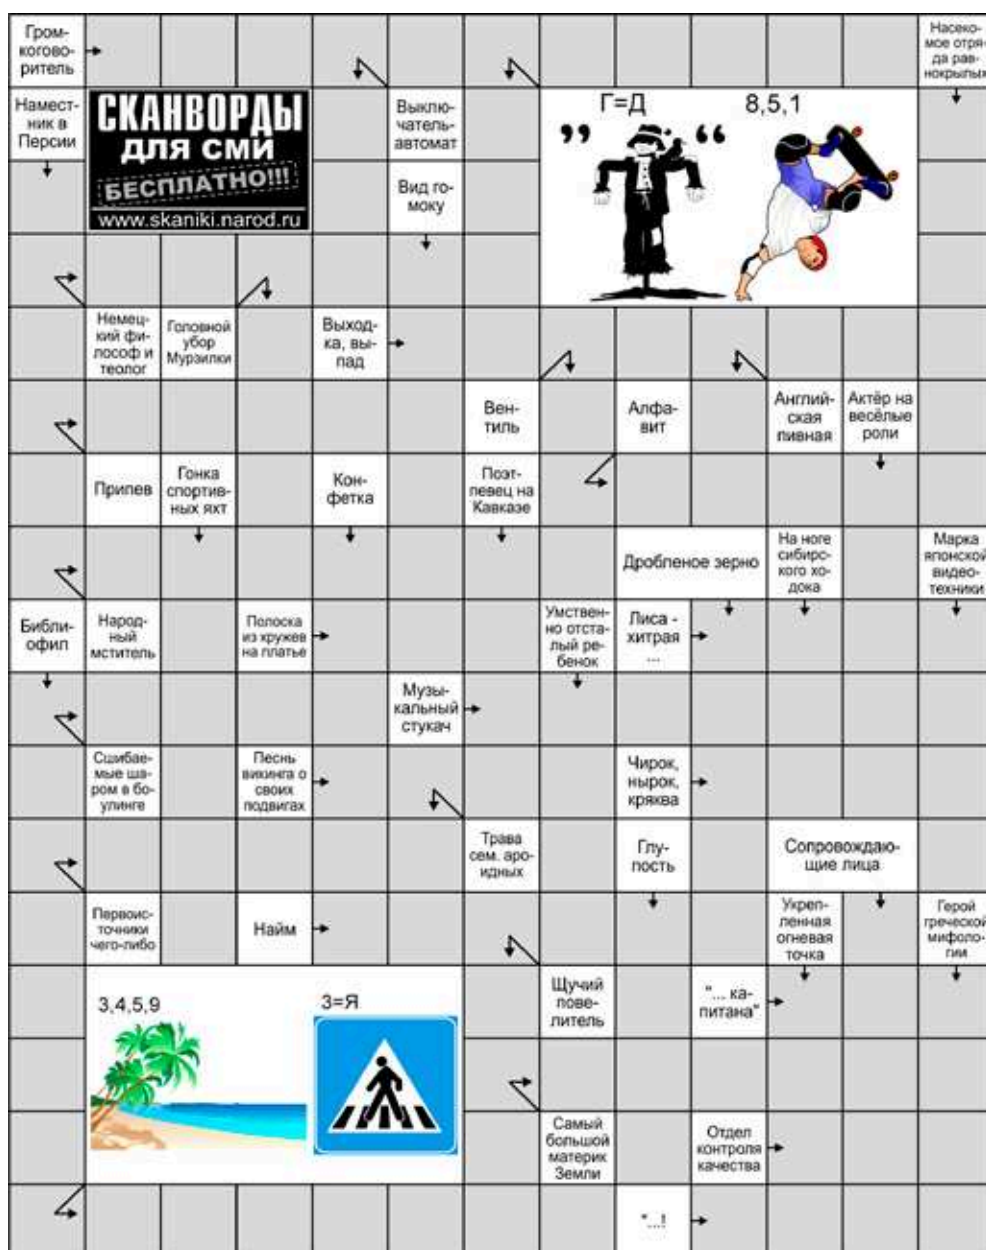 Гром-
когово-
ритель
Насеко-
мое отря-
да рав-
нокрылых
Намест-
ник в
Персии
СКАНВОРДЫ
ДЛЯ СМИ
БЕСПЛАТНО!!!
www.skaniki.narod.ru
Выклю-
чатель-
автомат
Г=Д
8,5,1
,,
“
Вид го-
моку
Немец-
кий фи-
лософ и
теолог
Головной
убор
Мурзилки
Выход-
ка, вы-
пад
Вен-
тиль
Алфа-
вит
Англий-
ская
пивная
Актёр на
весёлые
роли
Припев
Гонка
спортив-
ных яхт
Кон-
фетка
Поэт-
певец на
Кавказе
Дробленое зерно
На ноге
сибирс-
кого хо-
дока
Марка
японской
видео-
техники
Библи-
офил
Народ-
ный
мститель
Полоска
из кружев
на платье
Умствен-
но отста-
лый ре-
бенок
Лиса -
хитрая
...
Музы-
кальный
стукач
Сшибае-
мые ша-
ром в бо-
улинге
Песнь
викинга о
своих
подвигах
Чирок,
нырок,
кряква
Трава
сем. аро-
идных
Глу-
пость
Сопровождаю-
щие лица
Первоис-
точники
чего-либо
Найм
Укреп-
ленная
огневая
точка
Герой
греческой
мифоло-
гии
3,4,5,9
3=Я
Щучий
пове-
литель
"... ка-
питана"
Самый
большой
материк
Земли
Отдел
контроля
качества
"...!